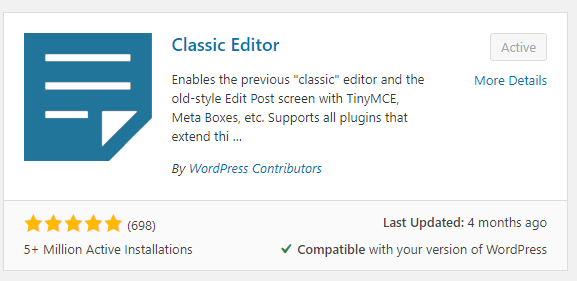 Classic Editor
Active
Enables the previous "classic" editor and the
More Details
old-style Edit Post screen with TinyMCE,
Meta Boxes, etc. Supports all plugins that
extend thi ...
By WordPress Contributors
(698)
Last Updated: 4 months ago
5+ Million Active Installations
Compatible with your version of WordPress